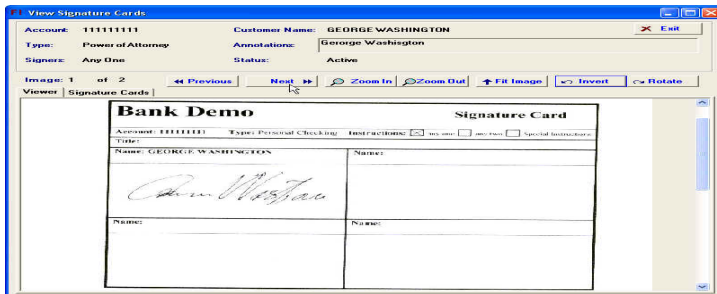 View Signature Cards
Account: 111111111 Customer Name: GEORGE WASHINGTON Exit
Type: Power of Attorney Annotations: Gerorge Washisgton
Signers: Any One Status: Active
Image: 1 of 2 Previous Next Zoom In Zoom Out Fit Image Invert Rotate
Viewer Signature Cards
Bank Demo Signature Card
Account: 111111111 Type: Personal Checking Instructions: any one any two Special Instructions
Title:
Name: GEORGE WASHINGTON Name:
Name: Name: